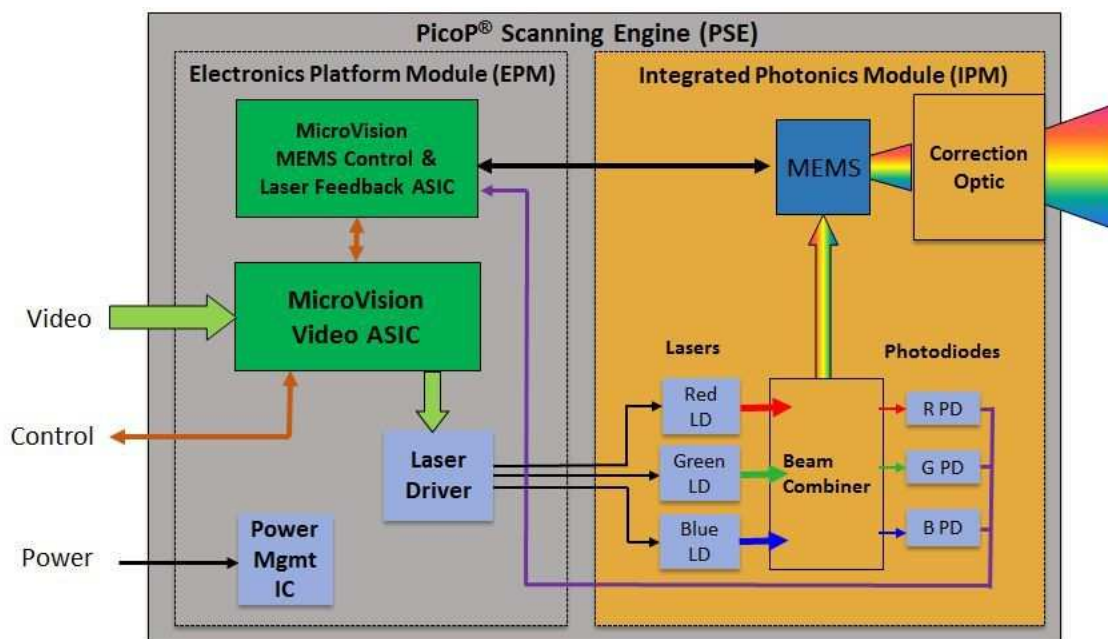 PicoP® Scanning Engine (PSE)
Electronics Platform Module (EPM)
MicroVision
MEMS Control &
Laser Feedback ASIC
MicroVision
Video ASIC
Laser
Driver
Power
Mgmt
IC
Video
Control
Power
Integrated Photonics Module (IPM)
MEMS
Correction
Optic
Lasers
Photodiodes
Red
LD
Green
LD
Blue
LD
Beam
Combiner
R PD
G PD
B PD